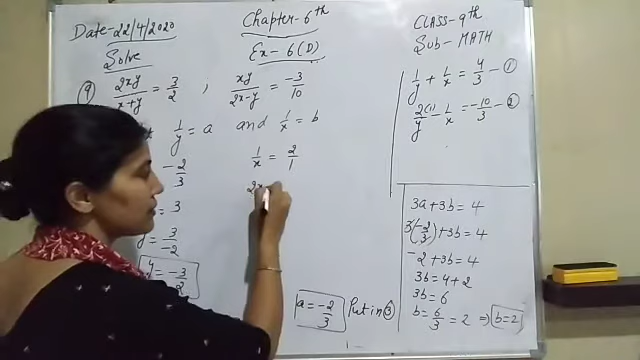 Date-22/4/2020
Chapter-6th
CLASS-9th
Sub-MATH
Solve
Ex-6(D)
9) 2xy/x+y = 3/2 ; xy/2x-y = -3/10
1/y = a and 1/x = b
-2/3
1/x = 2/1
3
2x
y = 3/-2
y = -3/2
1/y + 1/x = 4/3 - ①
2(1)/y - 1/x = -10/3 - ②
3a+3b = 4
3(-2/3)+3b = 4
-2+3b = 4
3b = 4+2
3b = 6
b = 6/3 = 2 ⇒ b=2
a = -2/3 Put in ③